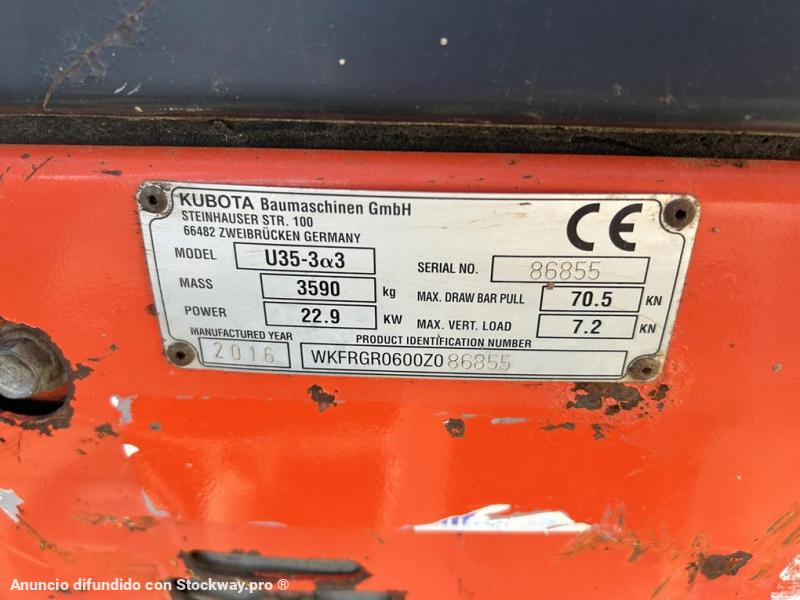 KUBOTA Baumaschinen GmbH
STEINHAUSER STR. 100
66482 ZWEIBRÜCKEN GERMANY
CE
MODEL U35-3α3
SERIAL NO. 86855
MASS 3590 kg
MAX. DRAW BAR PULL 70.5 KN
POWER 22.9 KW
MAX. VERT. LOAD 7.2 KN
MANUFACTURED YEAR 2016
PRODUCT IDENTIFICATION NUMBER
WKFRGR0600Z086855
Anuncio difundido con Stockway.pro ®